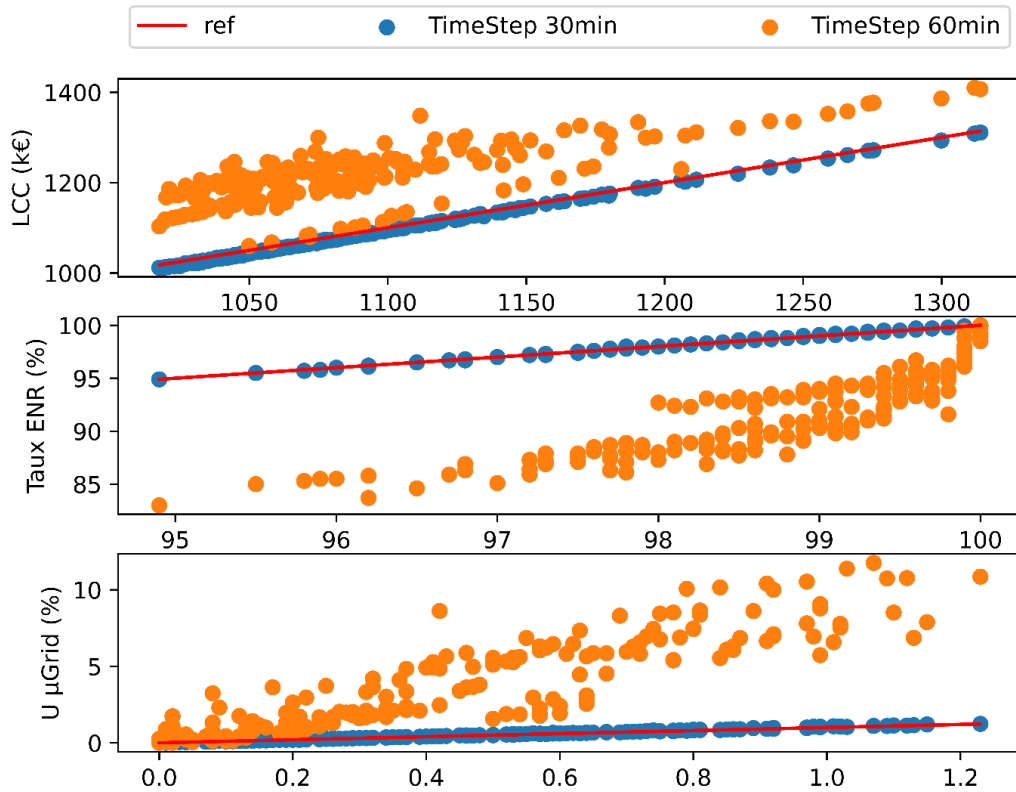 ref TimeStep 30min TimeStep 60min
1400
1200
1000
LCC (k€)
1050 1100 1150 1200 1250 1300
100
95
90
85
Taux ENR (%)
95 96 97 98 99 100
10
5
0
U µGrid (%)
0.0 0.2 0.4 0.6 0.8 1.0 1.2